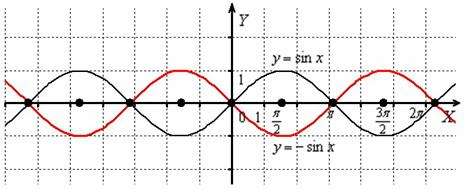 Y
y = sin x
1
0 1 π/2 π 3π/2 2π X
y = − sin x